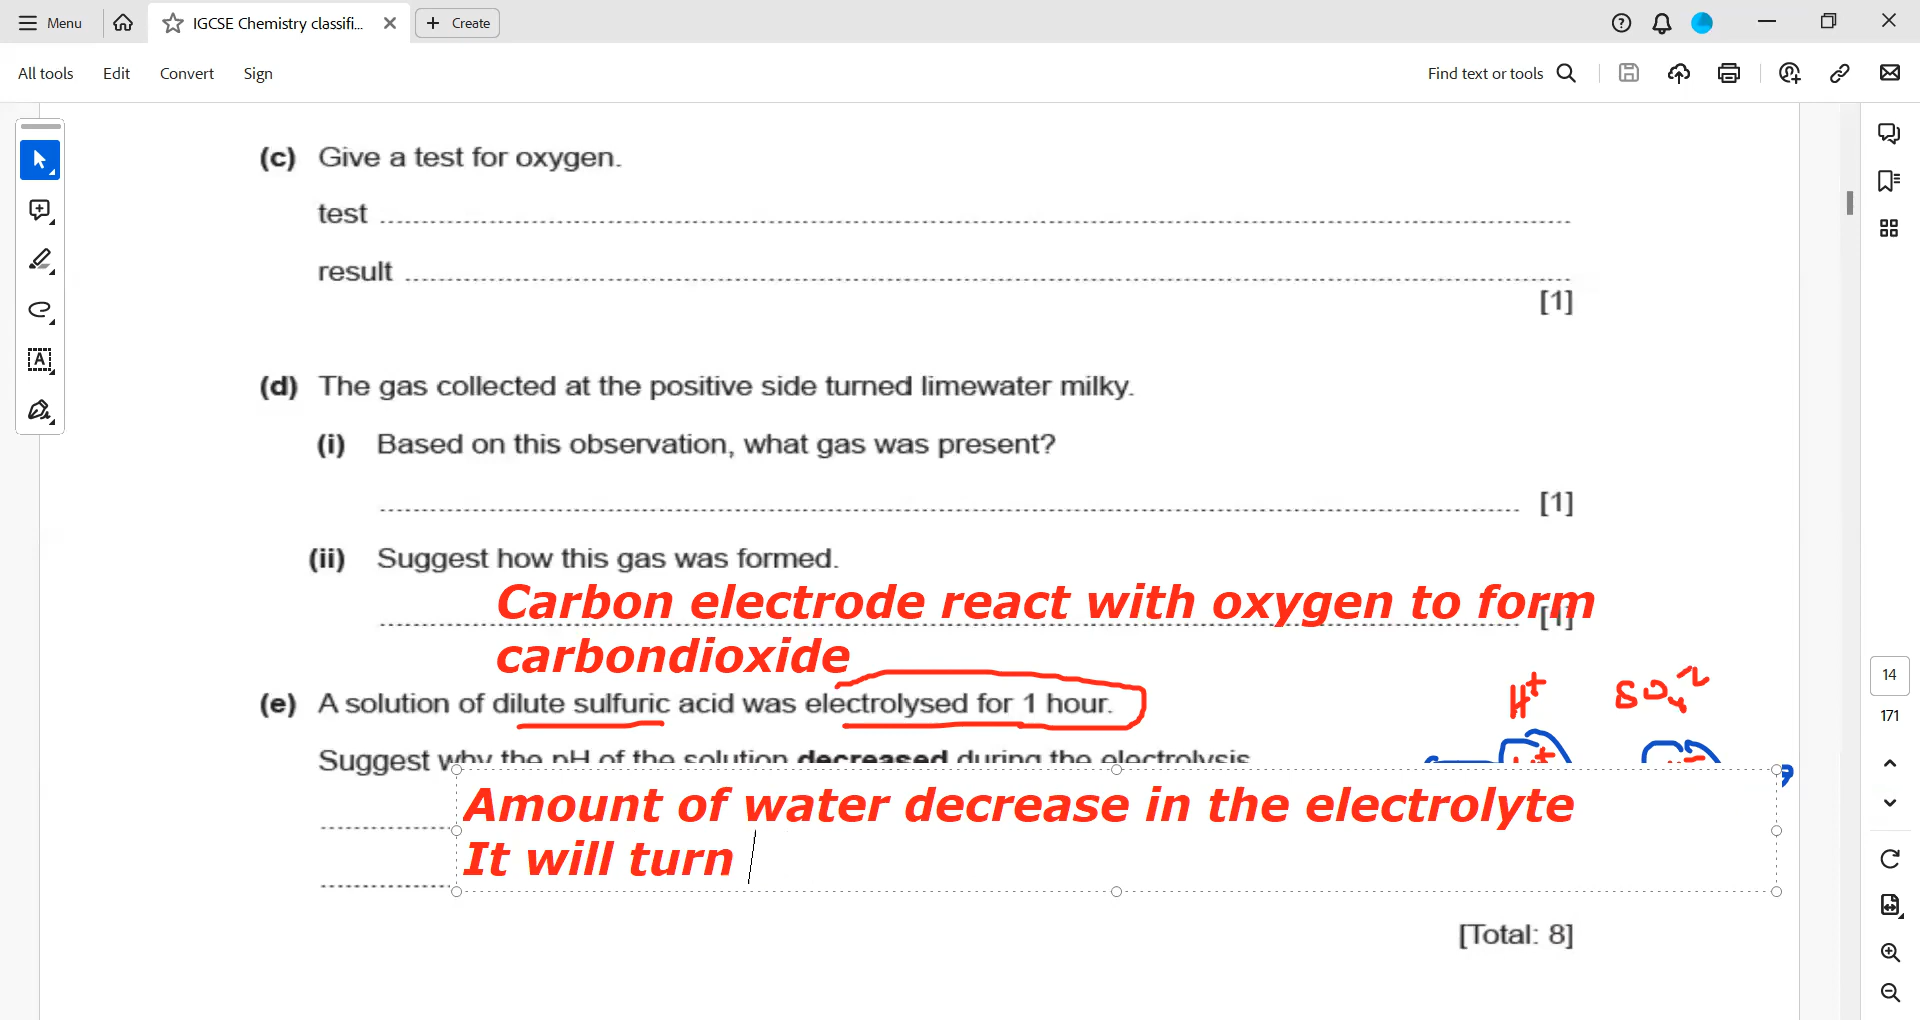 Menu
IGCSE Chemistry classifi...
Create
All tools
Edit
Convert
Sign
Find text or tools
(c) Give a test for oxygen.
test
result
[1]
(d) The gas collected at the positive side turned limewater milky.
(i) Based on this observation, what gas was present?
[1]
(ii) Suggest how this gas was formed.
Carbon electrode react with oxygen to form
[1]
carbondioxide
(e) A solution of dilute sulfuric acid was electrolysed for 1 hour.
H+ SO4-2
Suggest why the pH of the solution decreased during the electrolysis
Amount of water decrease in the electrolyte
It will turn
[Total: 8]
14
171